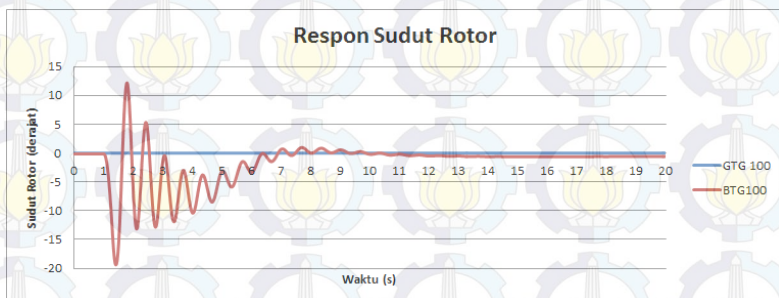 Respon Sudut Rotor
Sudut Rotor (derajat)
15
10
5
0
-5
-10
-15
-20
0 1 2 3 4 5 6 7 8 9 10 11 12 13 14 15 16 17 18 19 20
Waktu (s)
GTG 100
BTG100